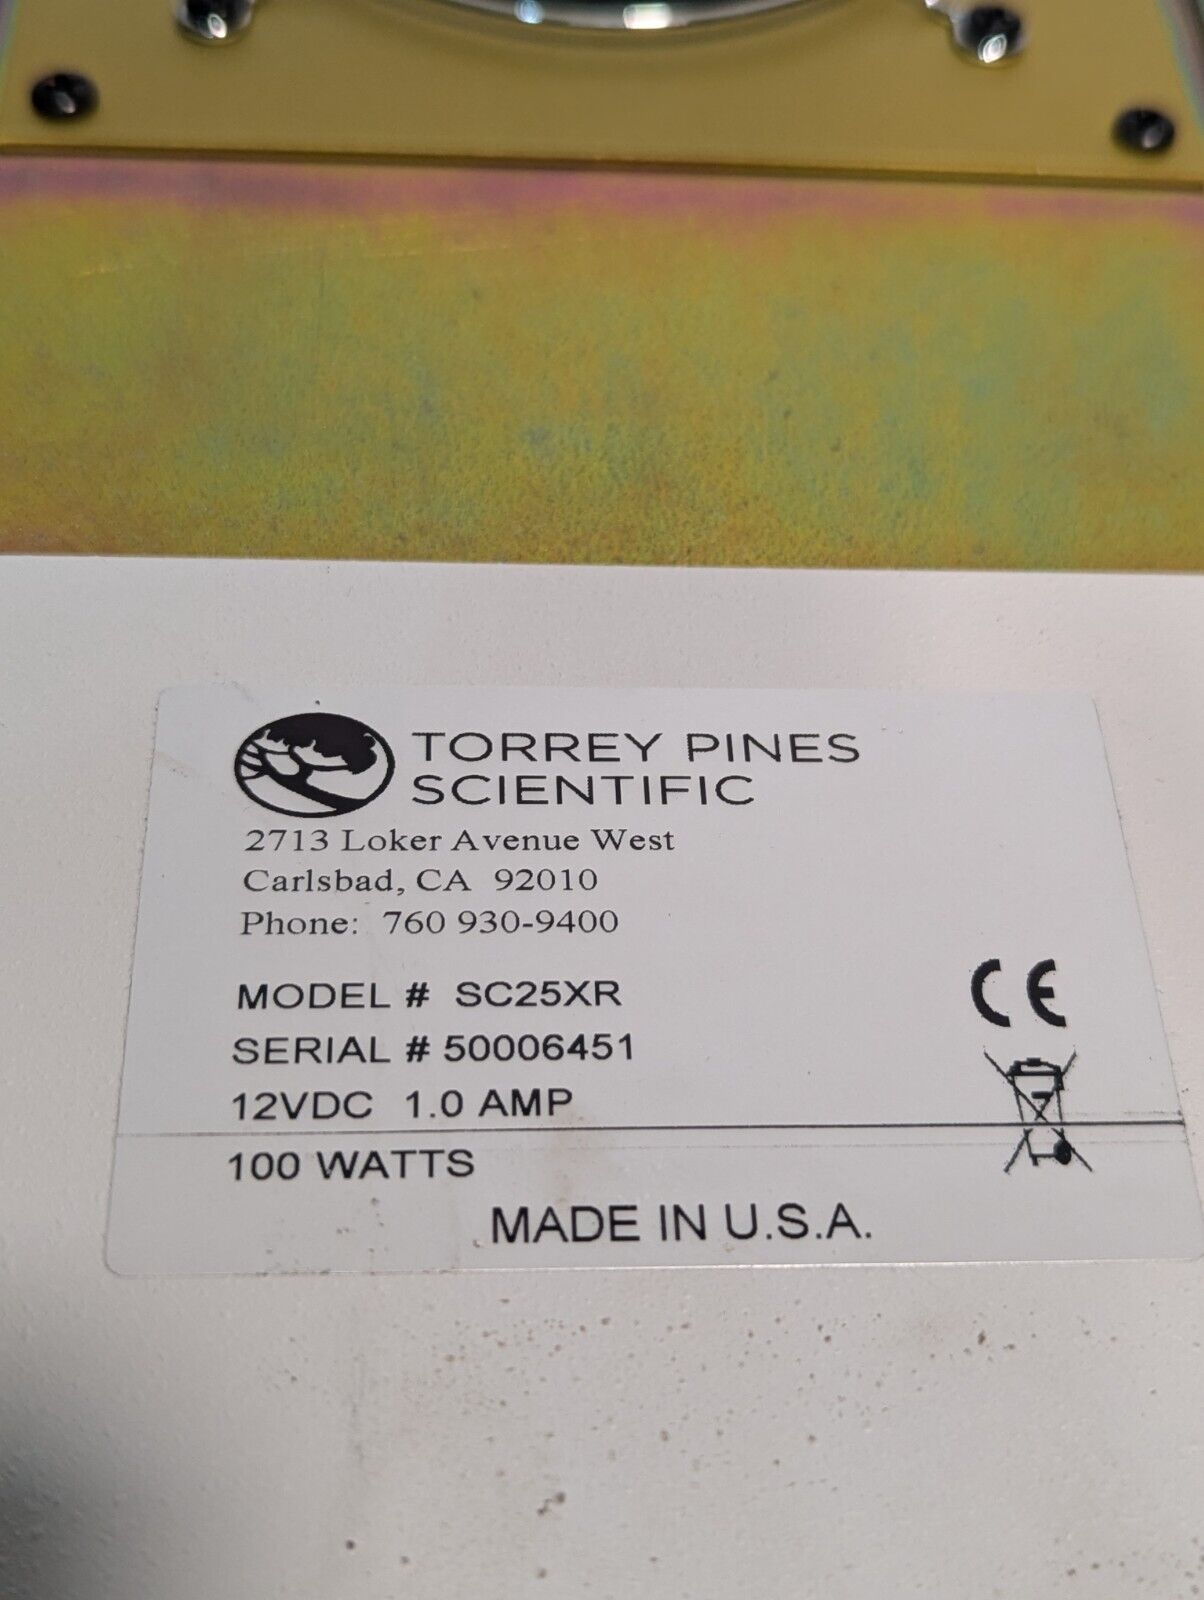 TORREY PINES
SCIENTIFIC
2713 Loker Avenue West
Carlsbad, CA 92010
Phone: 760 930-9400
MODEL # SC25XR
SERIAL # 50006451
12VDC 1.0 AMP
100 WATTS
CE
MADE IN U.S.A.